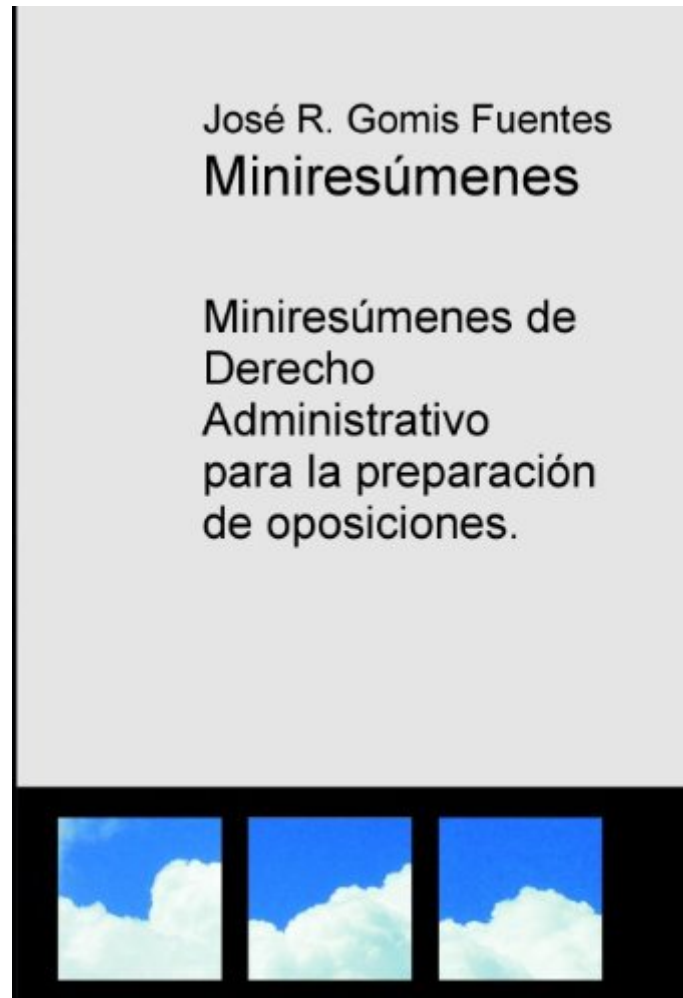 José R. Gomis Fuentes
Miniresúmenes
Miniresúmenes de
Derecho
Administrativo
para la preparación
de oposiciones.